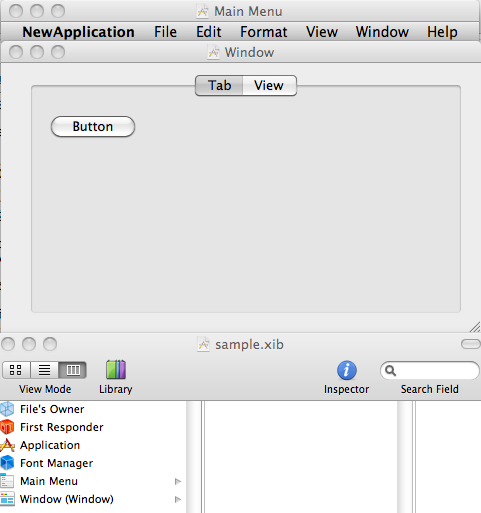 Main Menu
NewApplication File Edit Format View Window Help
Window
Tab View
Button
sample.xib
View Mode Library Inspector Search Field
File's Owner
First Responder
Application
Font Manager
Main Menu
Window (Window)